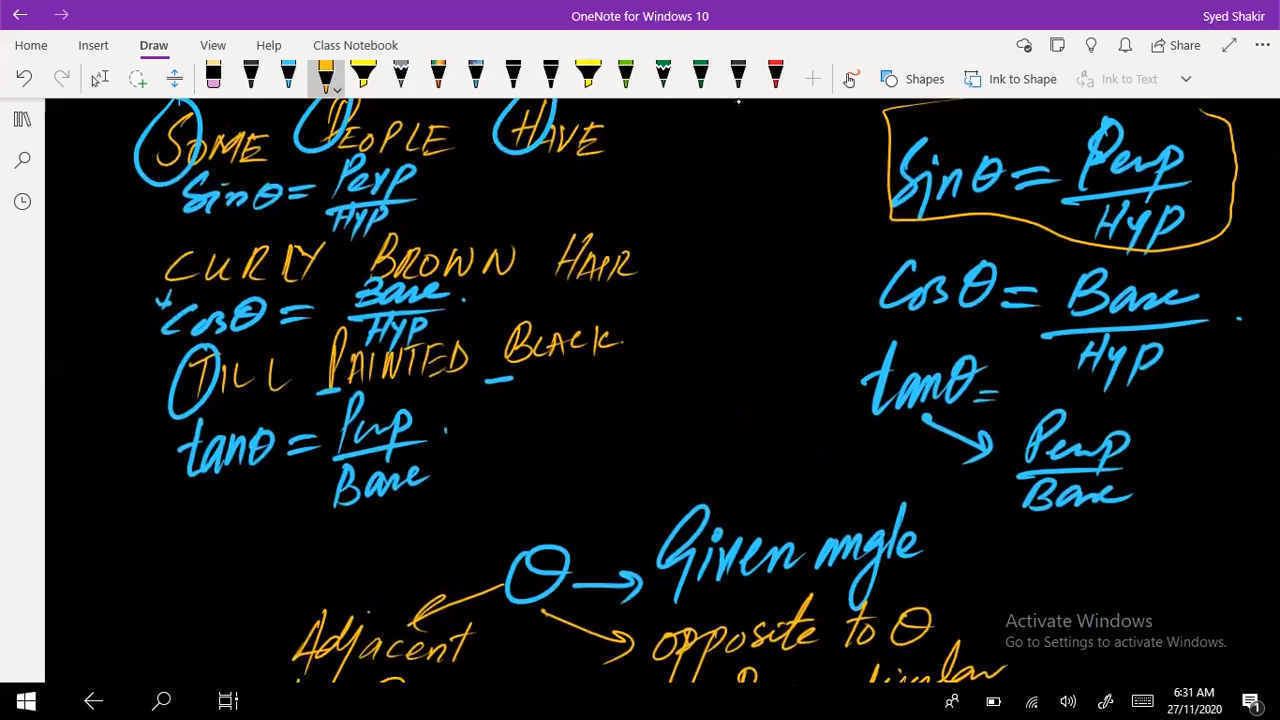 OneNote for Windows 10
Syed Shakir
Home Insert Draw View Help Class Notebook
Share
Shapes Ink to Shape Ink to Text
SOME PEOPLE HAVE
Sinθ = Perp/Hyp
CURLY BROWN HAIR
Cosθ = Base/Hyp
TILL PAINTED BLACK.
tanθ = Perp/Base
Sinθ = Perp/Hyp
Cosθ = Base/Hyp
tanθ =
Perp/Base
θ → Given angle
Adjacent
opposite to θ
Activate Windows
Go to Settings to activate Windows.
6:31 AM
27/11/2020